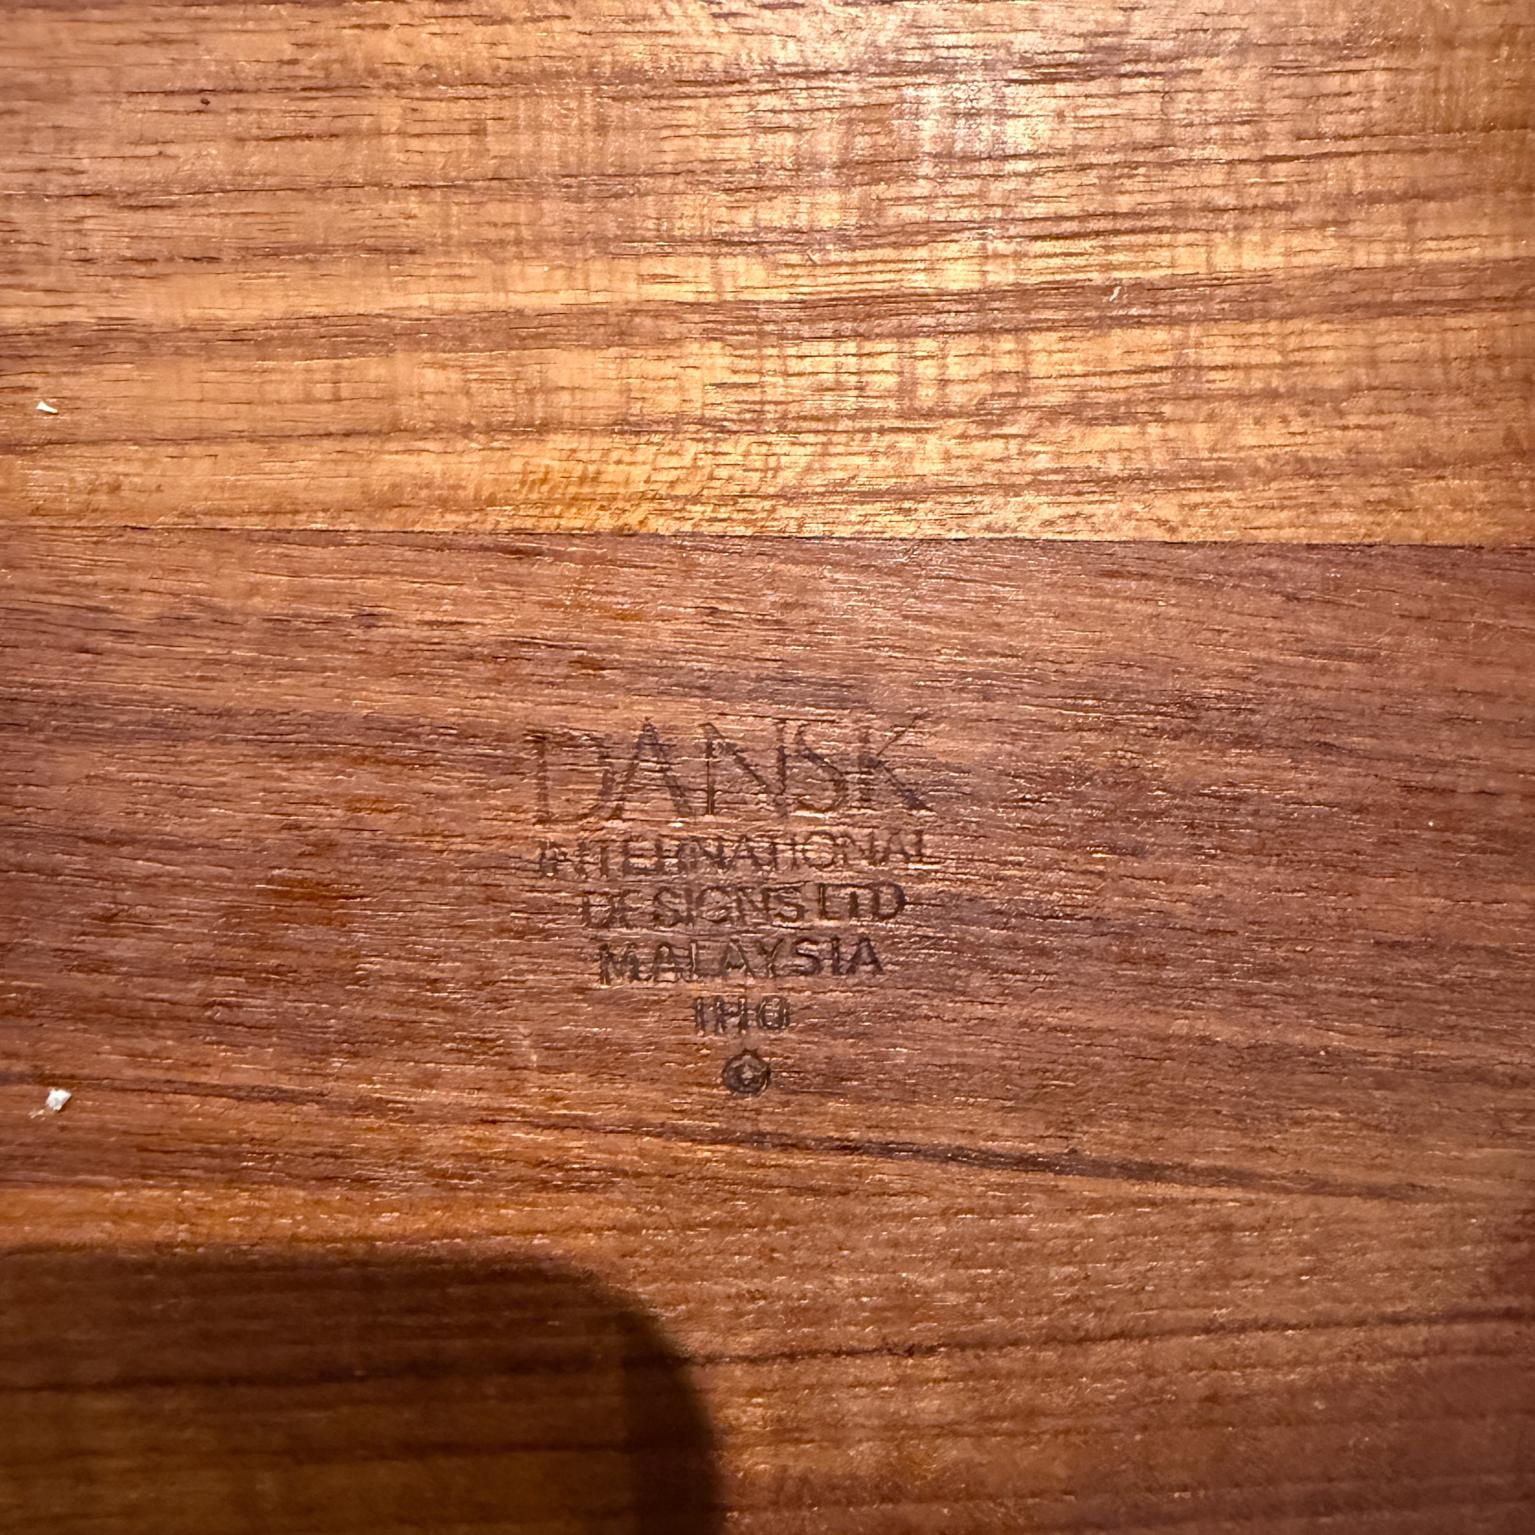 DANSK
INTERNATIONAL
DESIGNS LTD
MALAYSIA
IHQ
©